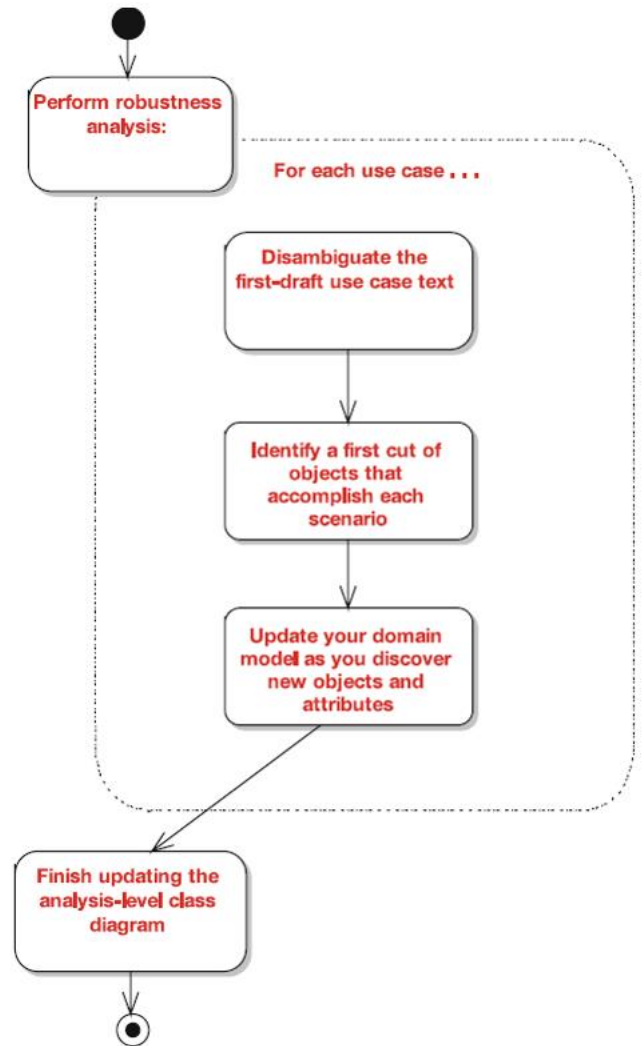 Perform robustness
analysis:
For each use case . . .
Disambiguate the
first-draft use case text
Identify a first cut of
objects that
accomplish each
scenario
Update your domain
model as you discover
new objects and
attributes
Finish updating the
analysis-level class
diagram